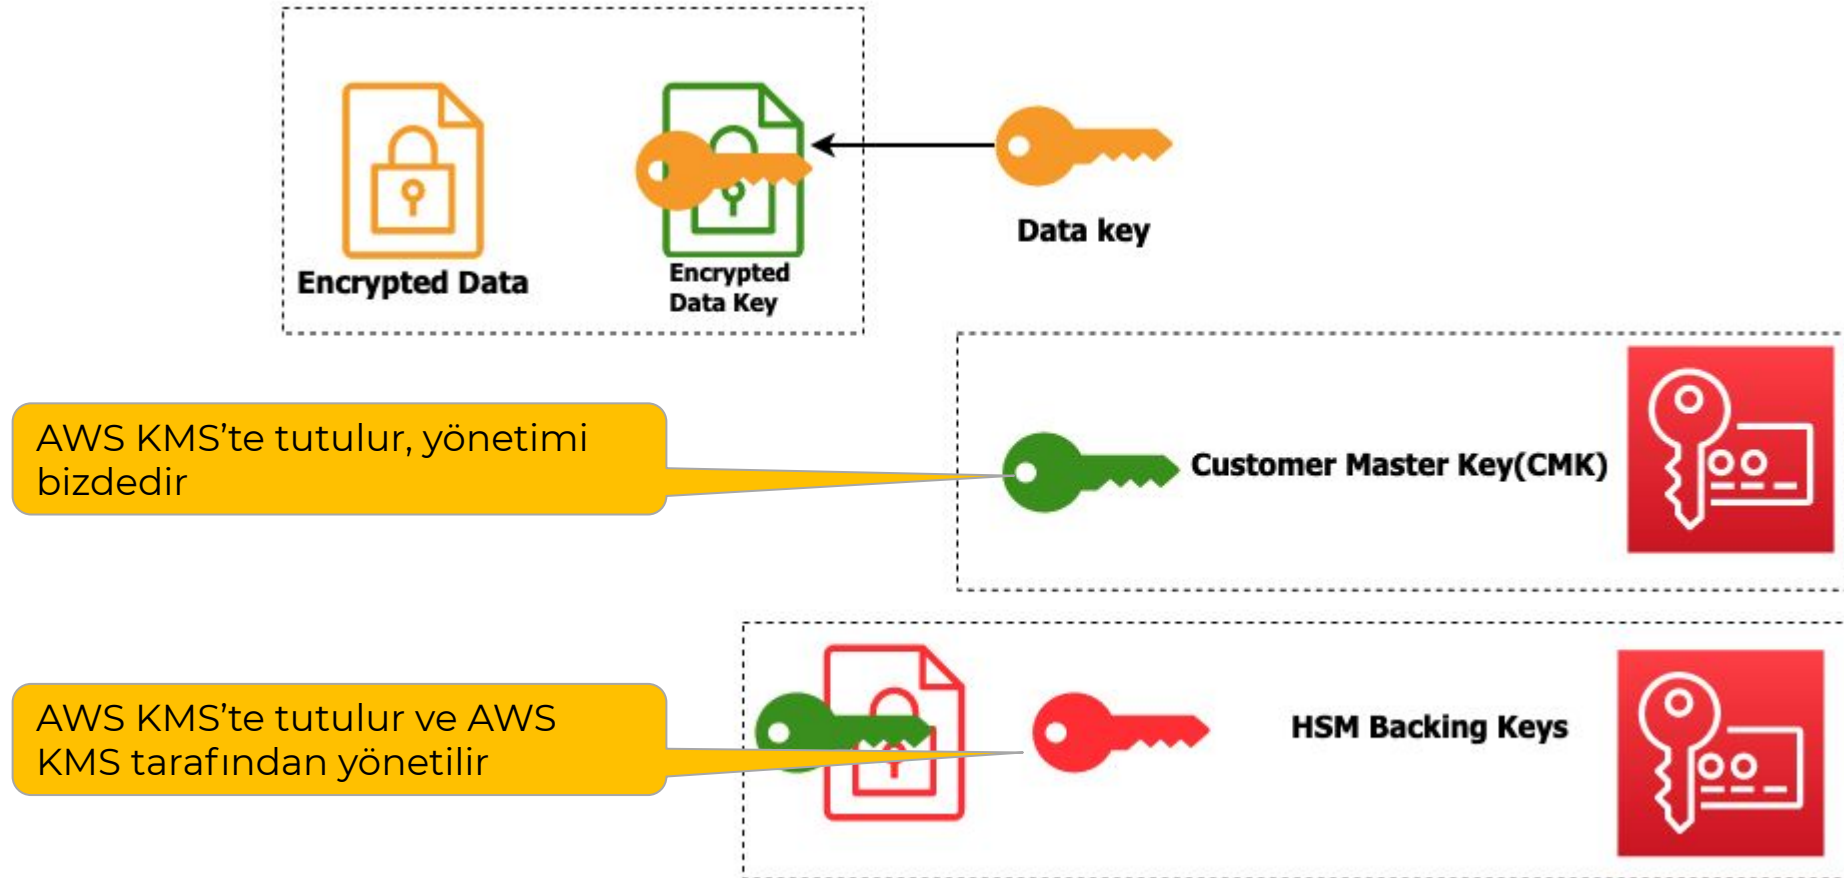 Encrypted Data
Encrypted
Data Key
Data key
AWS KMS’te tutulur, yönetimi
bizdedir
Customer Master Key(CMK)
AWS KMS’te tutulur ve AWS
KMS tarafından yönetilir
HSM Backing Keys